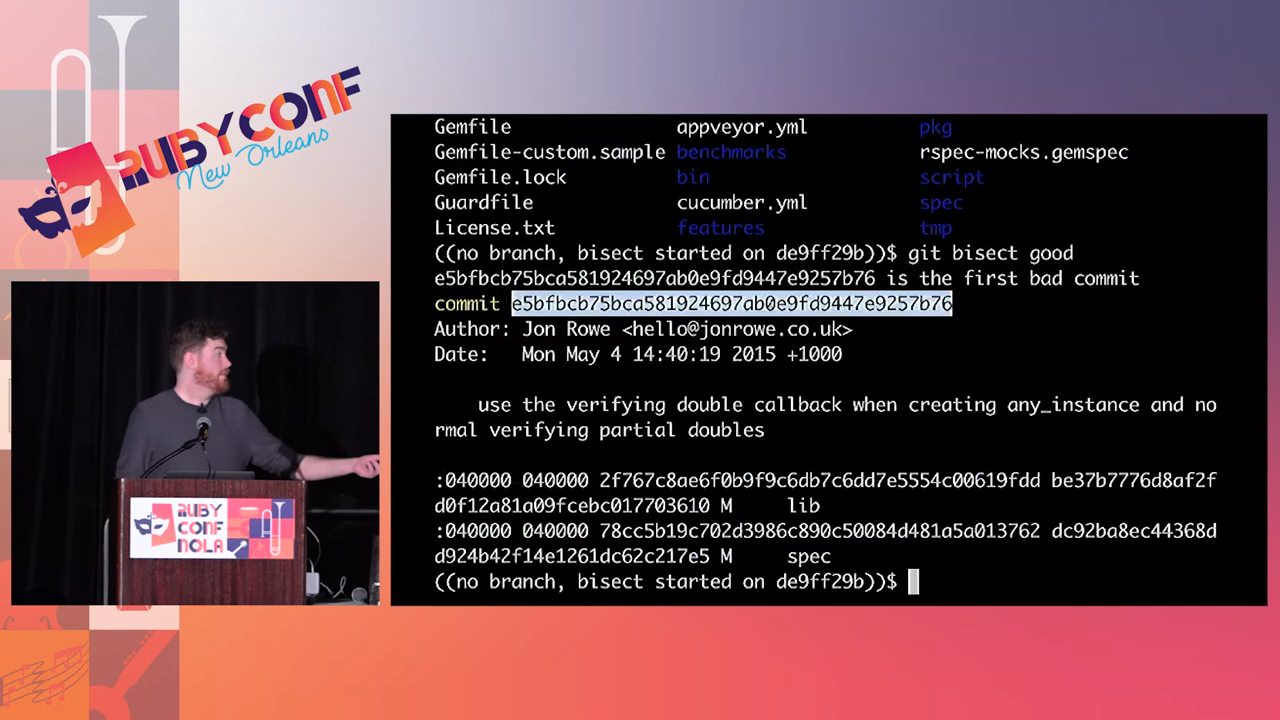 RUBYCONF
New Orleans
RUBY
CONF
NOLA
Gemfile appveyor.yml pkg
Gemfile-custom.sample benchmarks rspec-mocks.gemspec
Gemfile.lock bin script
Guardfile cucumber.yml spec
License.txt features tmp
((no branch, bisect started on de9ff29b))$ git bisect good
e5bfbcb75bca581924697ab0e9fd9447e9257b76 is the first bad commit
commit e5bfbcb75bca581924697ab0e9fd9447e9257b76
Author: Jon Rowe <hello@jonrowe.co.uk>
Date: Mon May 4 14:40:19 2015 +1000
use the verifying double callback when creating any_instance and no
rmal verifying partial doubles
:040000 040000 2f767c8ae6f0b9f9c6db7c6dd7e5554c00619fdd be37b7776d8af2f
d0f12a81a09fcebc017703610 M lib
:040000 040000 78cc5b19c702d3986c890c50084d481a5a013762 dc92ba8ec44368d
d924b42f14e1261dc62c217e5 M spec
((no branch, bisect started on de9ff29b))$